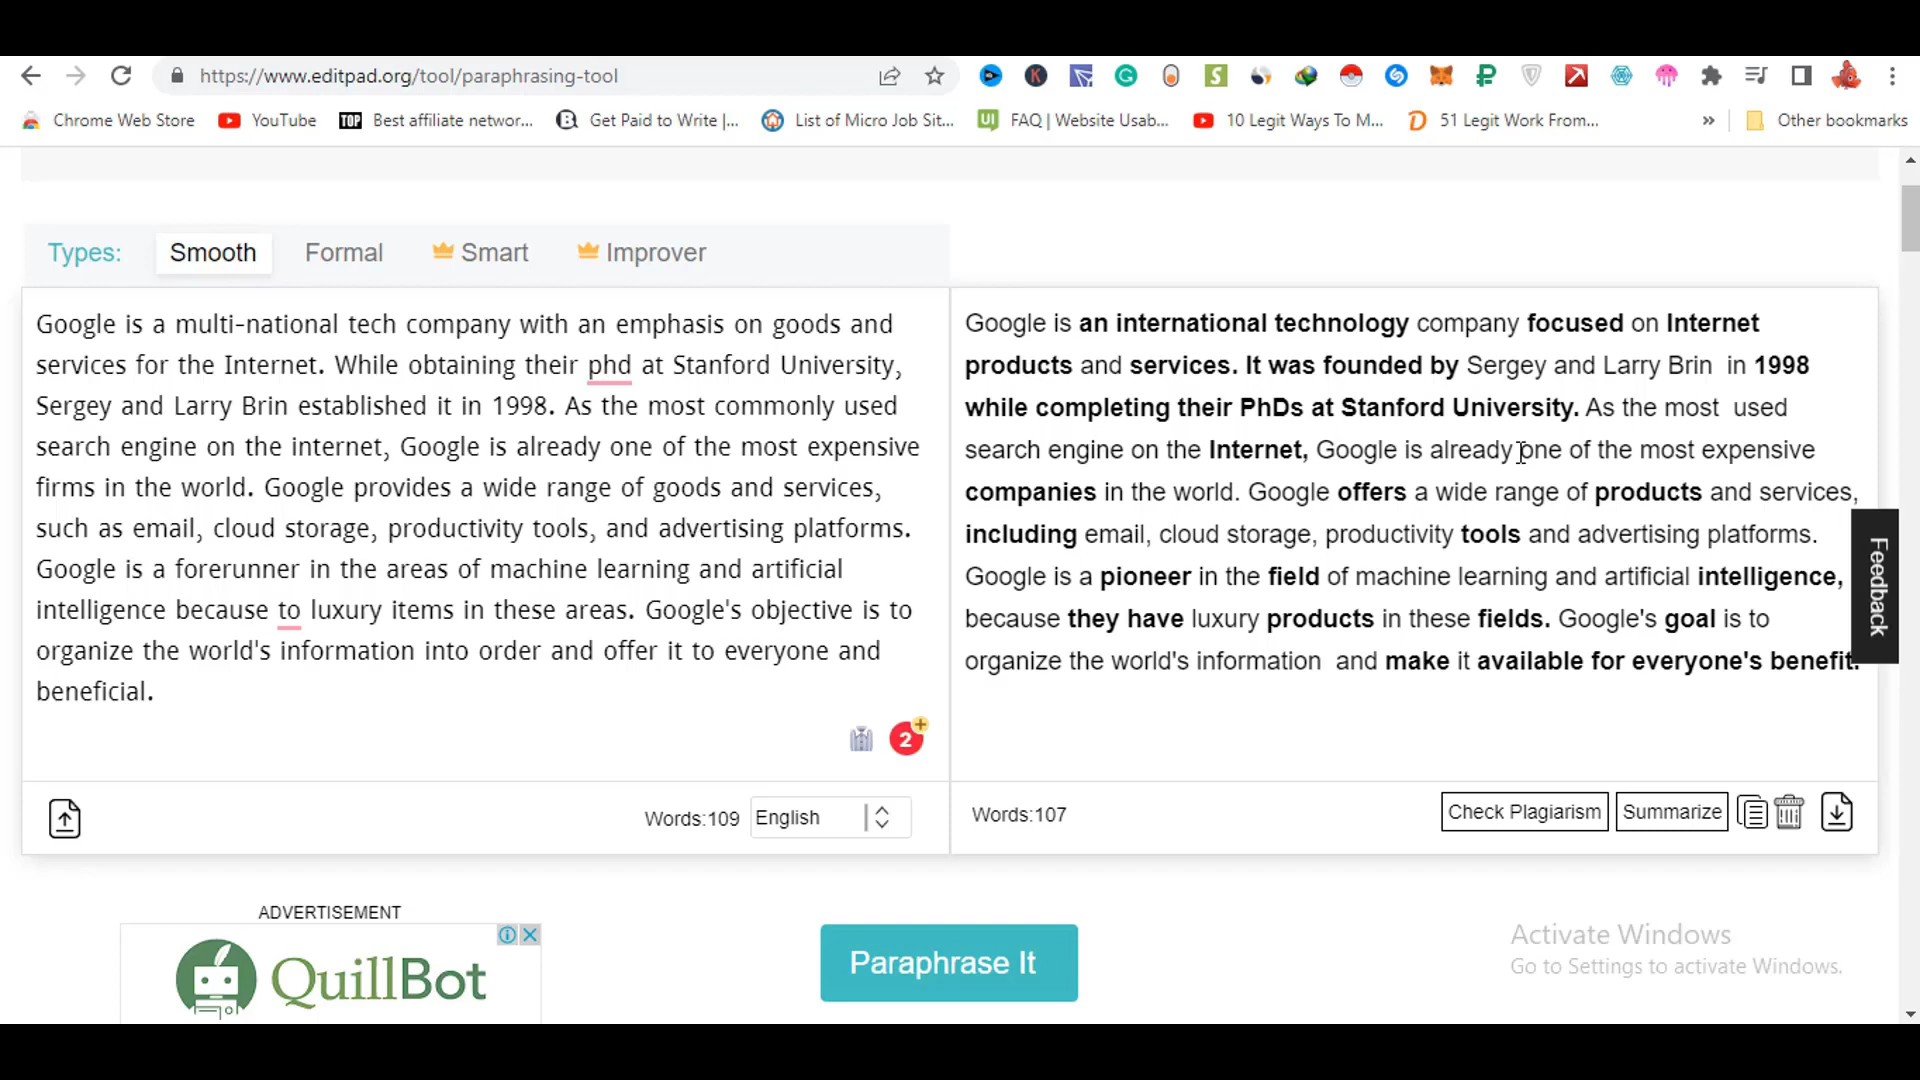 https://www.editpad.org/tool/paraphrasing-tool
Chrome Web Store
YouTube
TOP
Best affiliate networ...
Get Paid to Write |...
List of Micro Job Sit...
UI
FAQ | Website Usab...
10 Legit Ways To M...
51 Legit Work From...
»
Other bookmarks
Types:
Smooth
Formal
Smart
Improver
Google is a multi-national tech company with an emphasis on goods and
services for the Internet. While obtaining their phd at Stanford University,
Sergey and Larry Brin established it in 1998. As the most commonly used
search engine on the internet, Google is already one of the most expensive
firms in the world. Google provides a wide range of goods and services,
such as email, cloud storage, productivity tools, and advertising platforms.
Google is a forerunner in the areas of machine learning and artificial
intelligence because to luxury items in these areas. Google's objective is to
organize the world's information into order and offer it to everyone and
beneficial.
2
Words:109
English
Google is an international technology company focused on Internet
products and services. It was founded by Sergey and Larry Brin in 1998
while completing their PhDs at Stanford University. As the most used
search engine on the Internet, Google is already one of the most expensive
companies in the world. Google offers a wide range of products and services,
including email, cloud storage, productivity tools and advertising platforms.
Google is a pioneer in the field of machine learning and artificial intelligence,
because they have luxury products in these fields. Google's goal is to
organize the world's information and make it available for everyone's benefit.
Words:107
Check Plagiarism
Summarize
Feedback
ADVERTISEMENT
QuillBot
Paraphrase It
Activate Windows
Go to Settings to activate Windows.